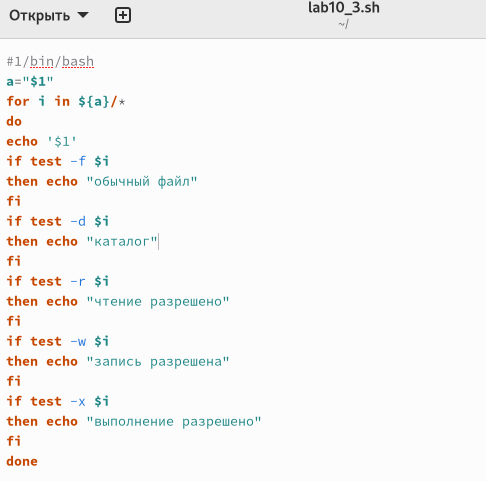 Открыть
lab10_3.sh
~/
#1/bin/bash
a="$1"
for i in ${a}/*
do
echo '$1'
if test -f $i
then echo "обычный файл"
fi
if test -d $i
then echo "каталог"
fi
if test -r $i
then echo "чтение разрешено"
fi
if test -w $i
then echo "запись разрешена"
fi
if test -x $i
then echo "выполнение разрешено"
fi
done